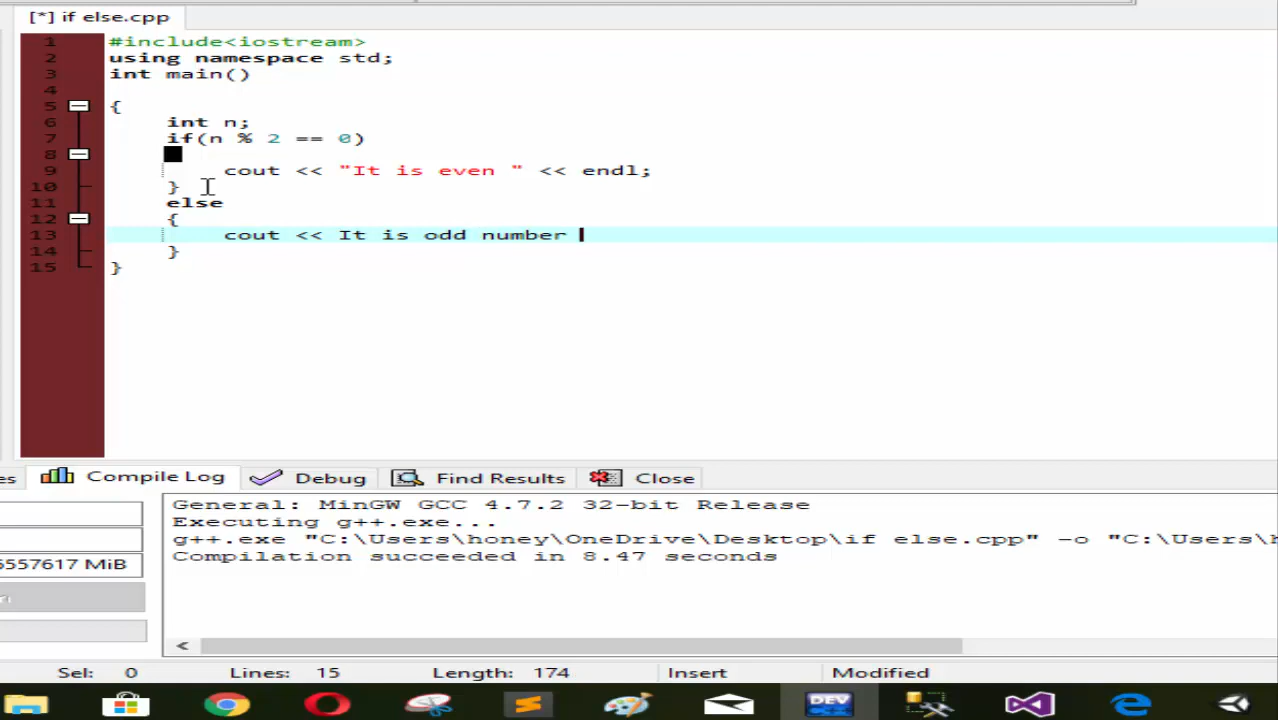 [*] if else.cpp
1 #include<iostream>
2 using namespace std;
3 int main()
4
5 {
6 int n;
7 if(n % 2 == 0)
8
9 cout << "It is even " << endl;
10 }
11 else
12 {
13 cout << It is odd number
14 }
15 }
es Compile Log Debug Find Results Close
General: MinGW GCC 4.7.2 32-bit Release
Executing g++.exe...
g++.exe "C:\Users\honey\OneDrive\Desktop\if else.cpp" -o "C:\Users\h
6557617 MiB Compilation succeeded in 8.47 seconds
Sel: 0 Lines: 15 Length: 174 Insert Modified
DEV